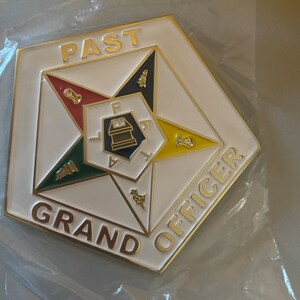 PAST
F A T A L
GRAND OFFICER